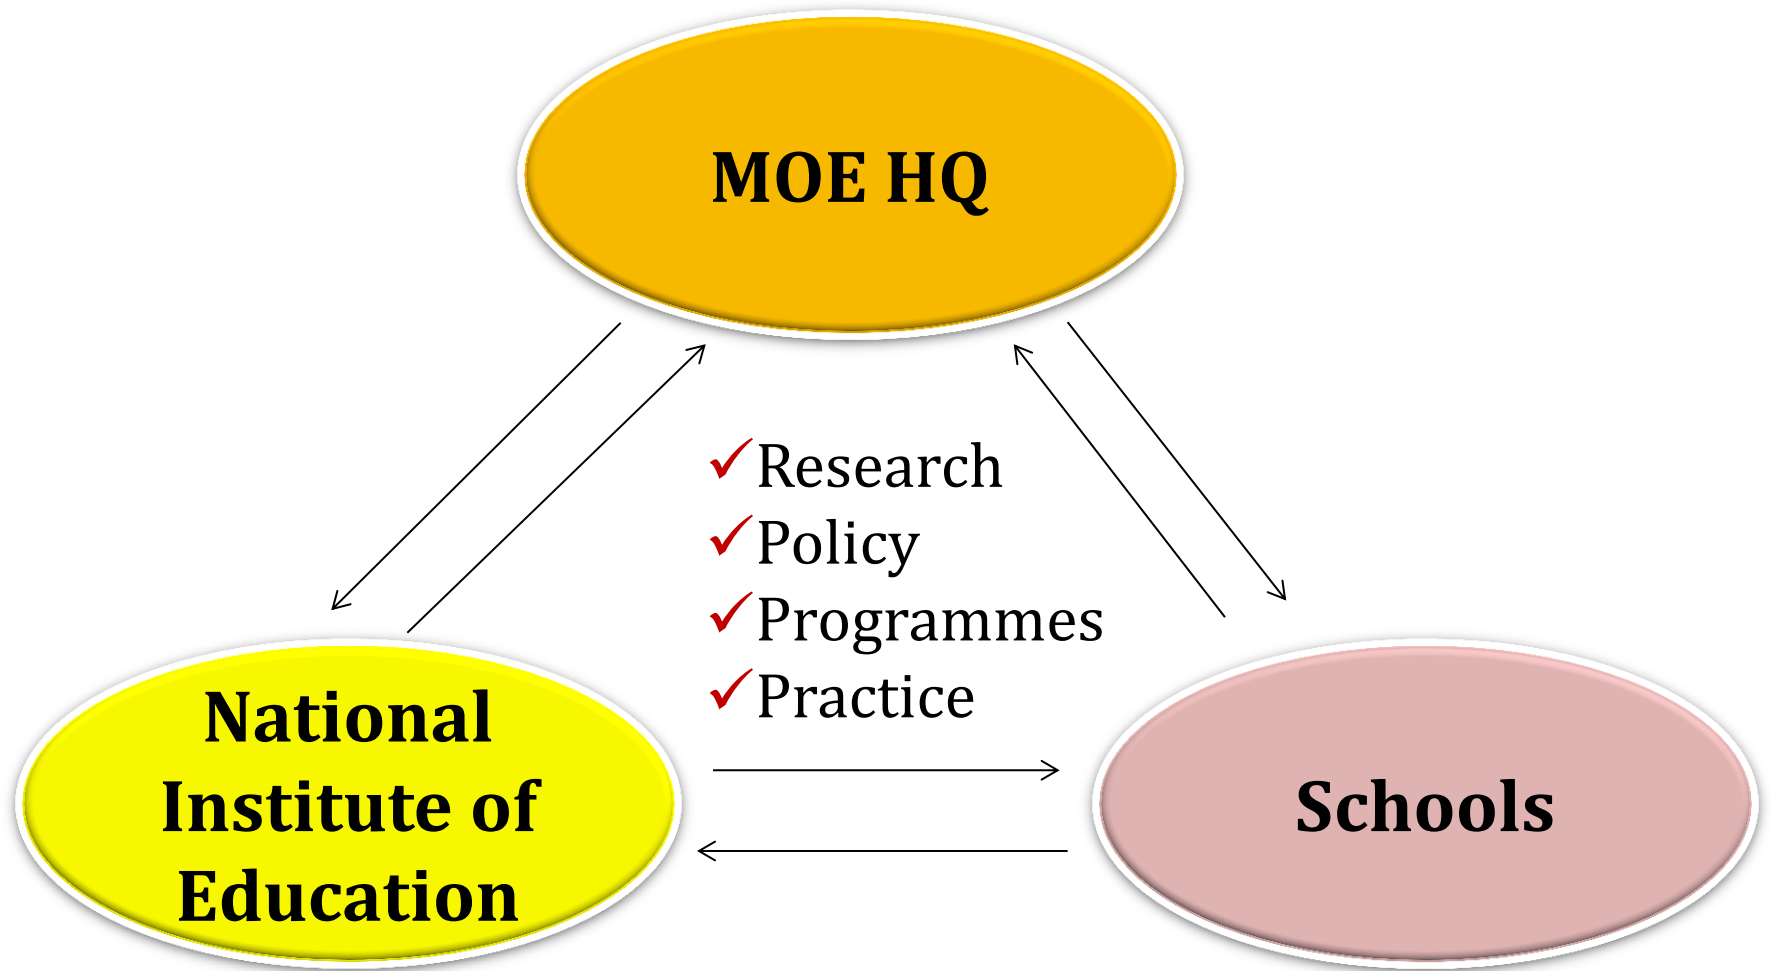 MOE HQ
Research
Policy
Programmes
Practice
National
Institute of
Education
Schools